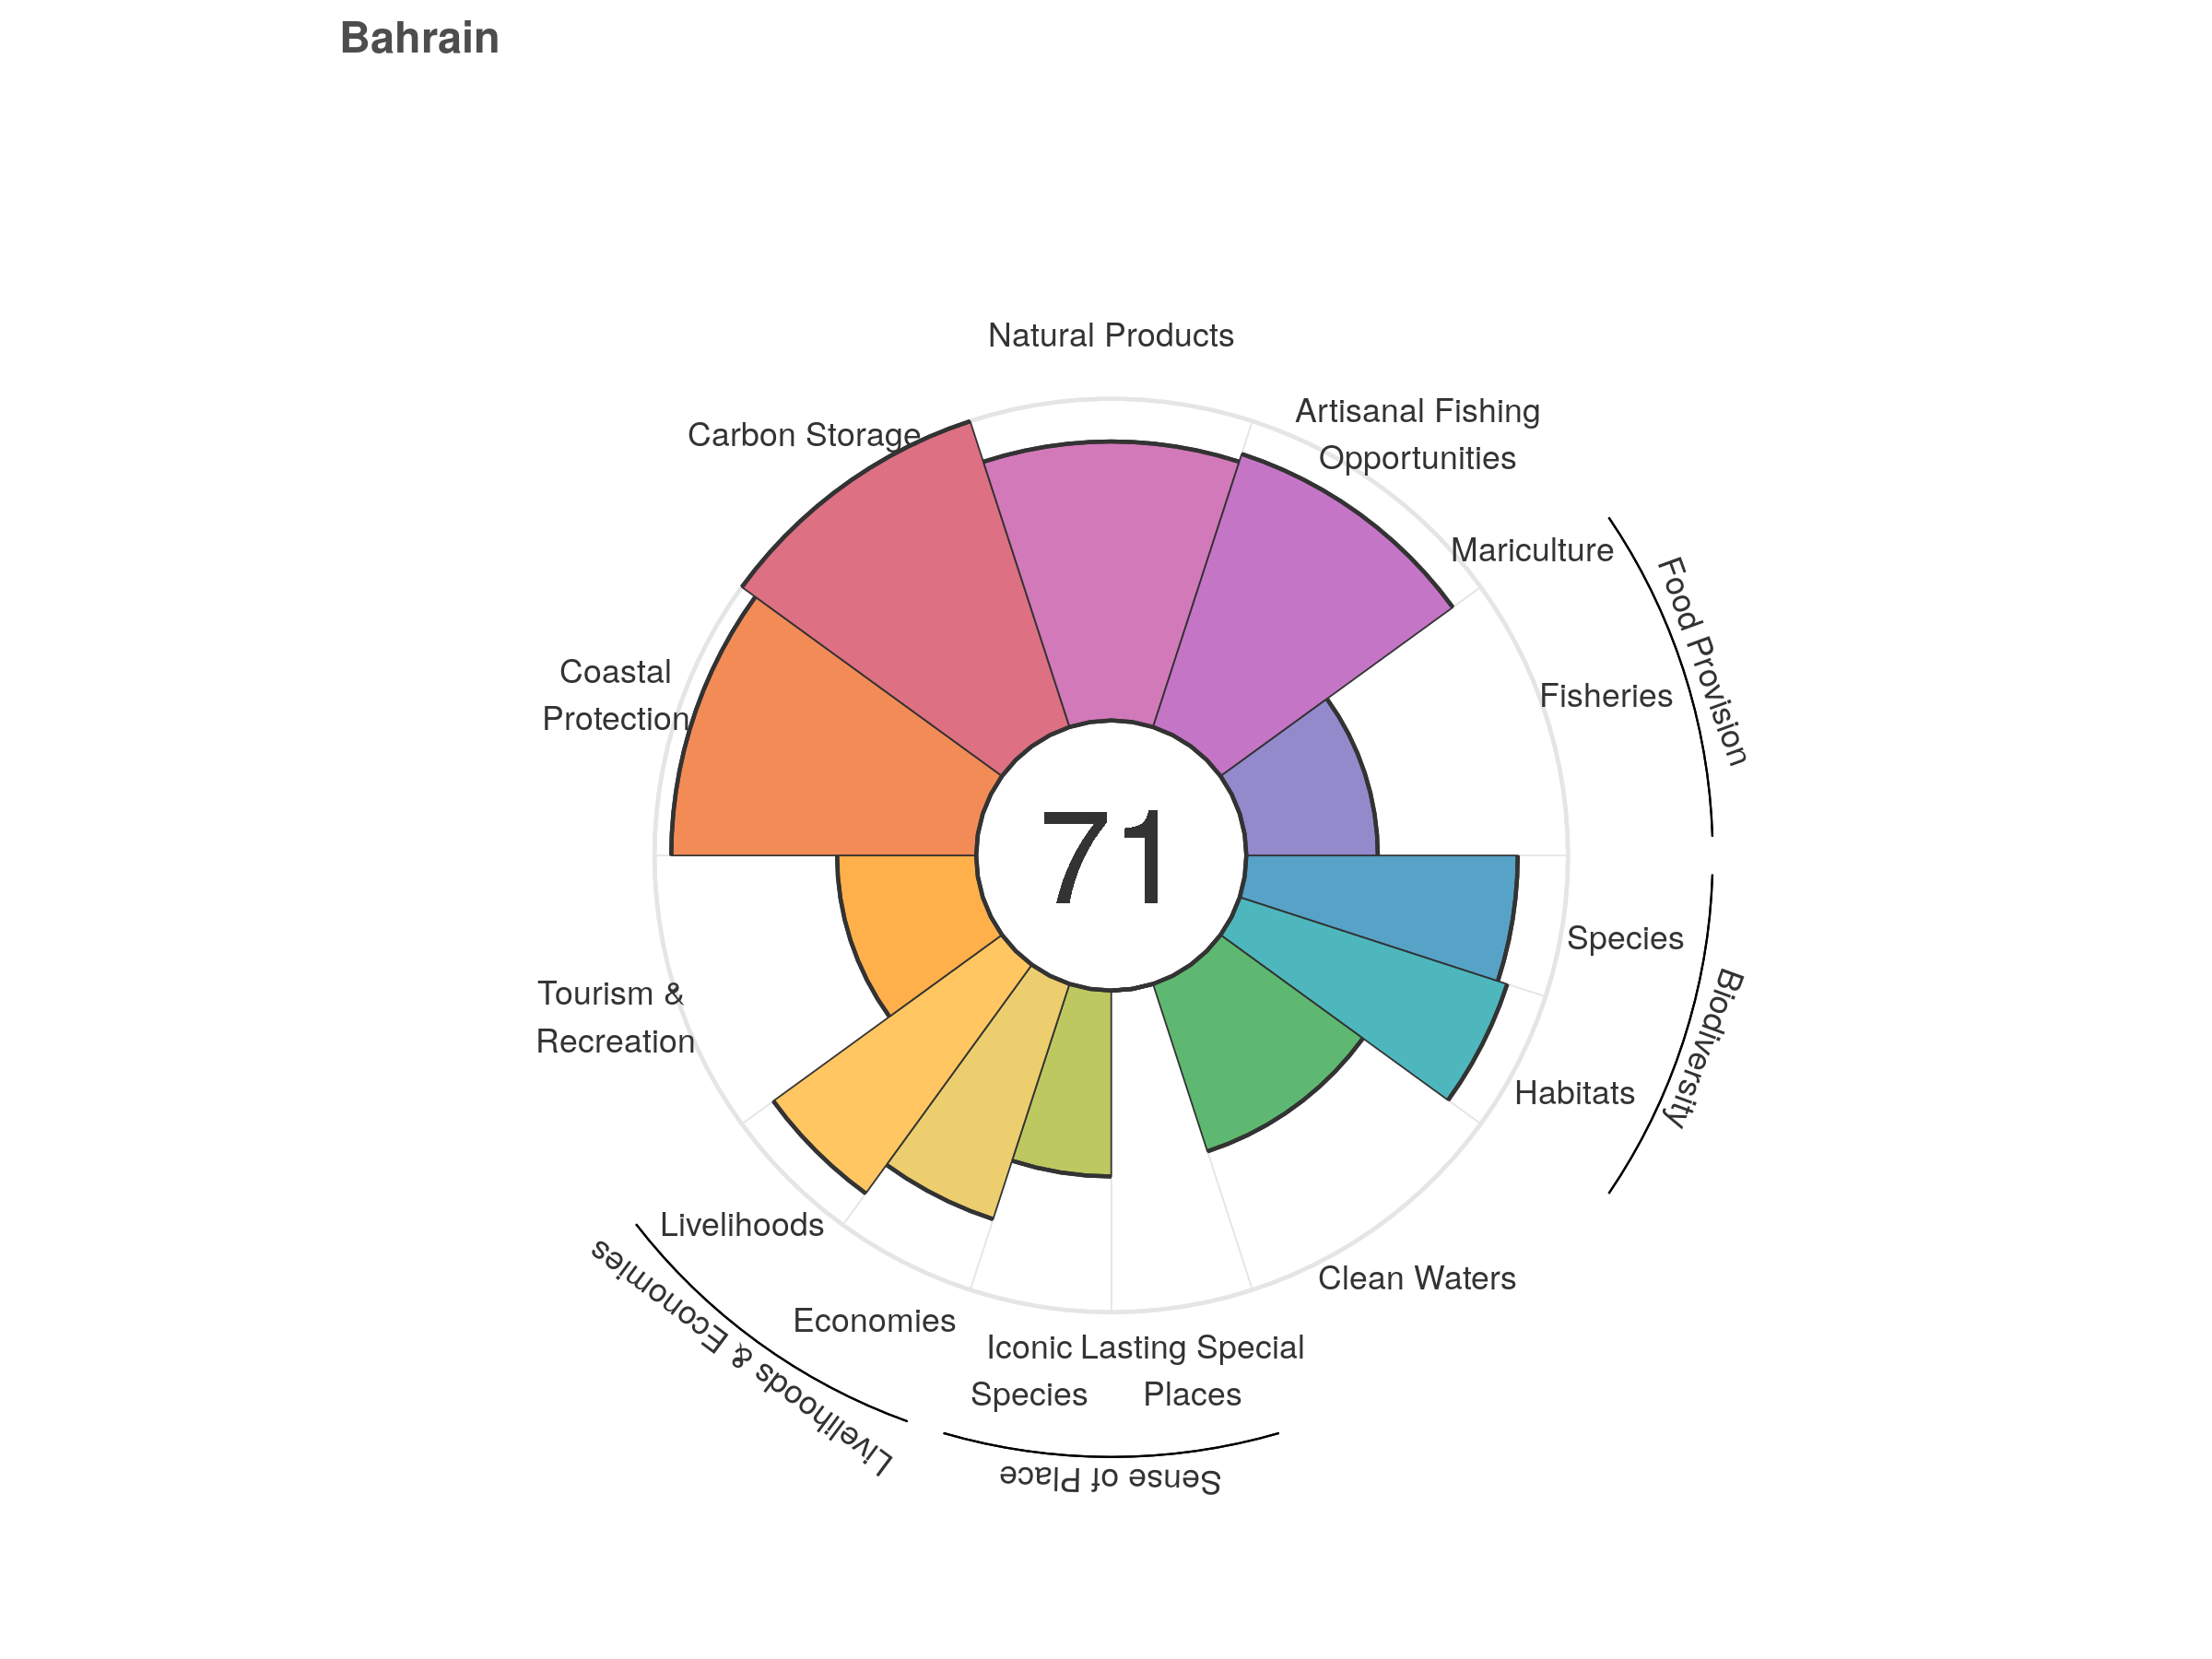 Bahrain
Natural Products
Artisanal Fishing
Opportunities
Carbon Storage
Mariculture
Food Provision
Coastal
Protection
Fisheries
71
Species
Biodiversity
Tourism &
Recreation
Habitats
Livelihoods
Livelihoods & Economies
Clean Waters
Economies
Iconic
Species
Lasting Special
Places
Sense of Place